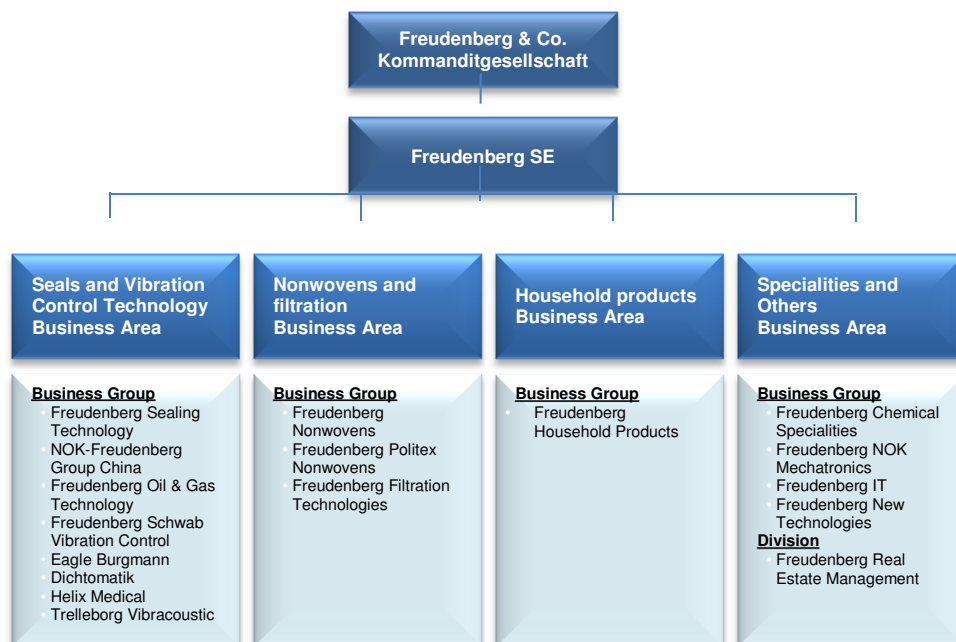 Freudenberg & Co.
Kommanditgesellschaft
Freudenberg SE
Seals and Vibration
Control Technology
Business Area
Business Group
• Freudenberg Sealing
Technology
• NOK-Freudenberg
Group China
• Freudenberg Oil & Gas
Technology
• Freudenberg Schwab
Vibration Control
• Eagle Burgmann
• Dichtomatik
• Helix Medical
• Trelleborg Vibracoustic
Nonwovens and
filtration
Business Area
Business Group
• Freudenberg
Nonwovens
• Freudenberg Politex
Nonwovens
• Freudenberg Filtration
Technologies
Household products
Business Area
Business Group
• Freudenberg
Household Products
Specialities and
Others
Business Area
Business Group
• Freudenberg Chemical
Specialities
• Freudenberg NOK
Mechatronics
• Freudenberg IT
• Freudenberg New
Technologies
Division
• Freudenberg Real
Estate Management